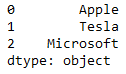 0 Apple
1 Tesla
2 Microsoft
dtype: object